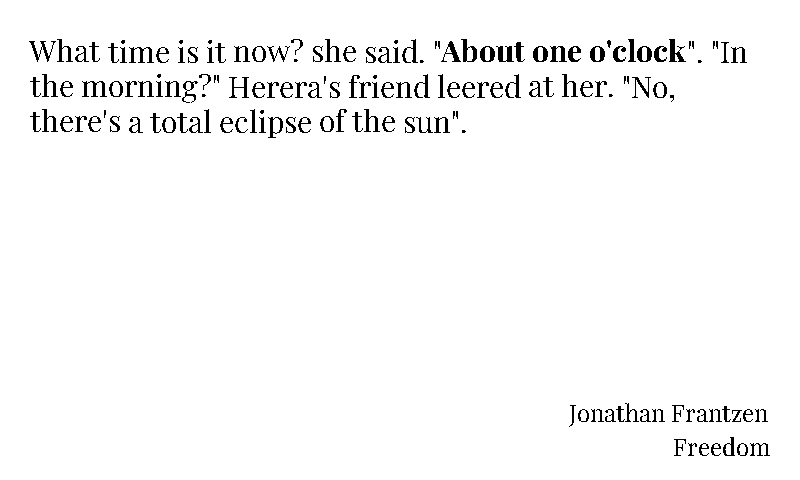 What time is it now? she said. "About one o'clock". "In
the morning?" Herera's friend leered at her. "No,
there's a total eclipse of the sun".
Jonathan Frantzen
Freedom